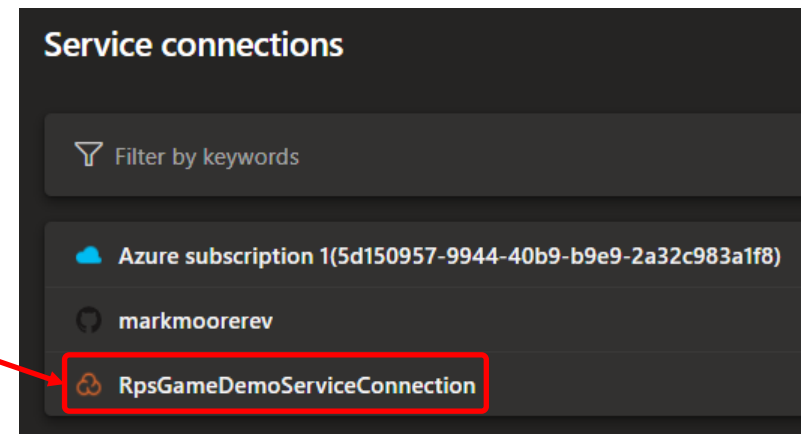 Service connections
Filter by keywords
Azure subscription 1(5d150957-9944-40b9-b9e9-2a32c983a1f8)
markmoorerev
RpsGameDemoServiceConnection